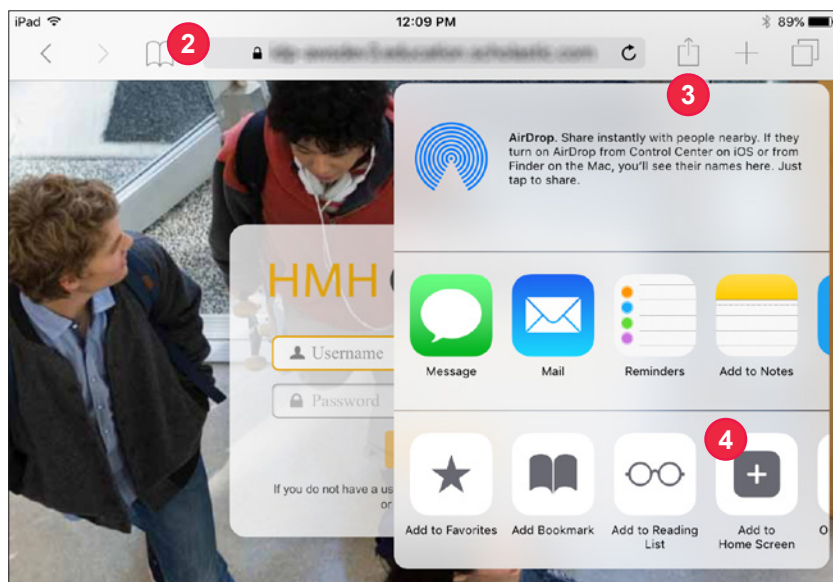 iPad 12:09 PM 89%
2
3
AirDrop. Share instantly with people nearby. If they
turn on AirDrop from Control Center on iOS or from
Finder on the Mac, you'll see their names here. Just
tap to share.
HMH
Username
Password
If you do not have a us
or
Message Mail Reminders Add to Notes
4
Add to Favorites Add Bookmark Add to Reading Add to O
List Home Screen